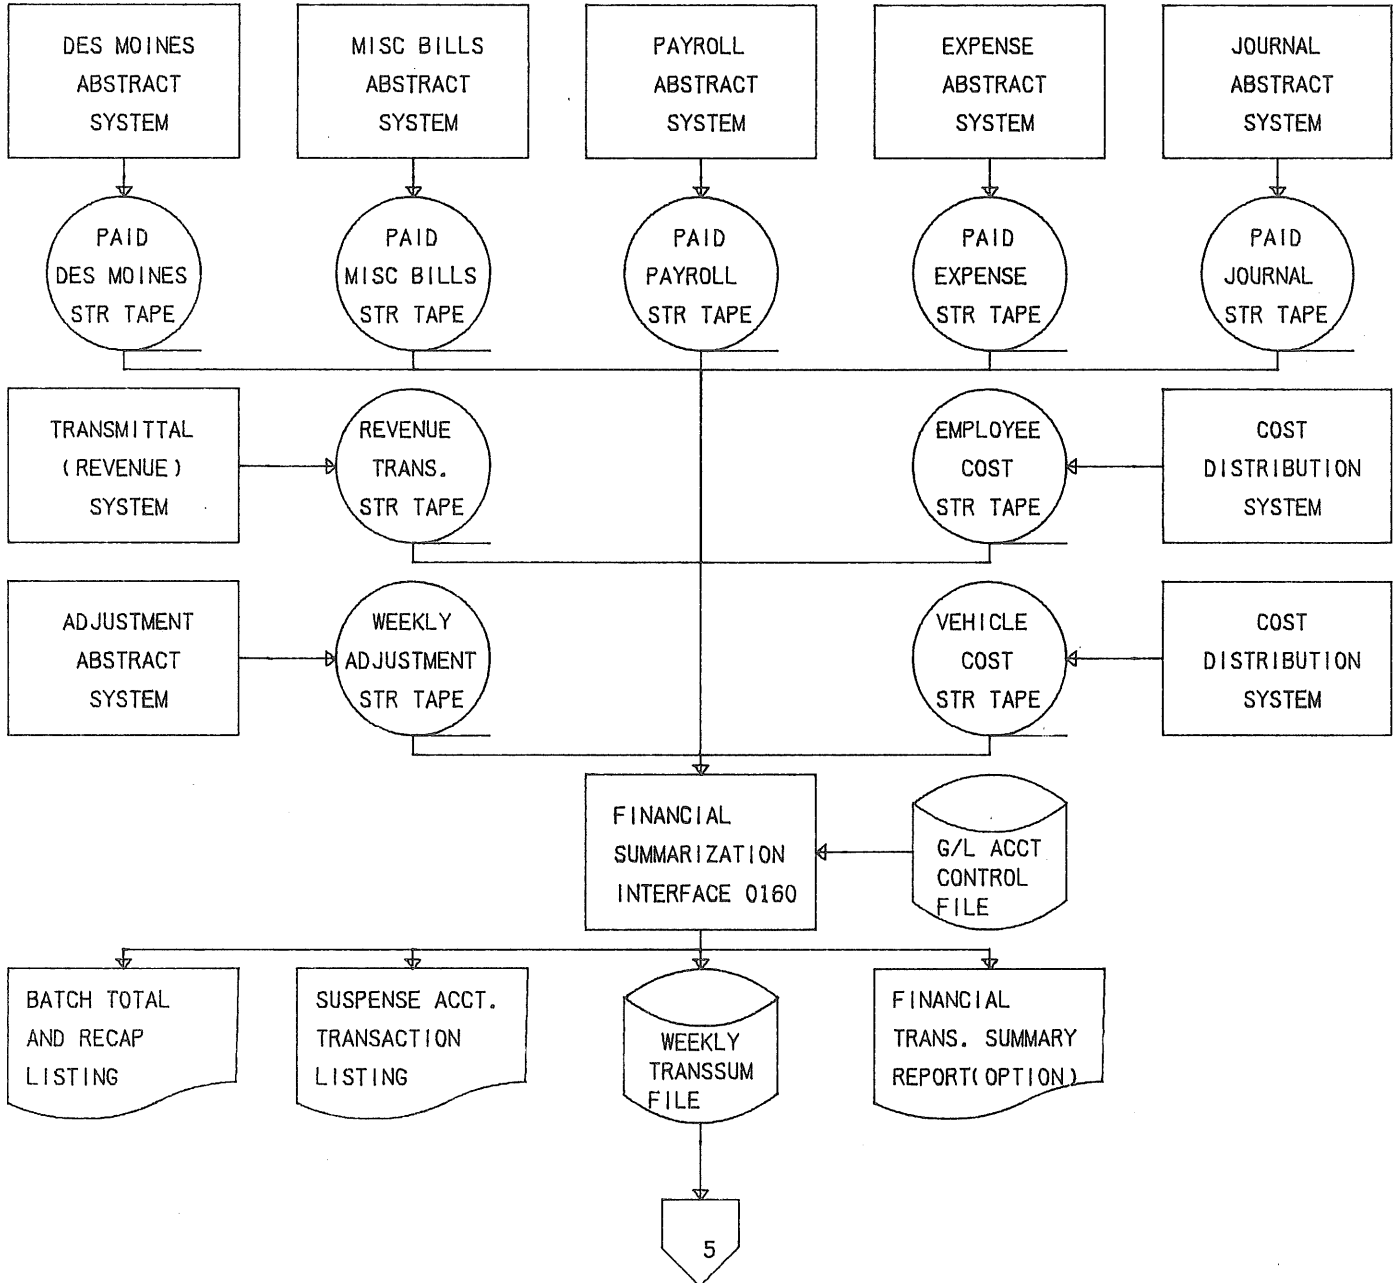 DES MOINES
ABSTRACT
SYSTEM
MISC BILLS
ABSTRACT
SYSTEM
PAYROLL
ABSTRACT
SYSTEM
EXPENSE
ABSTRACT
SYSTEM
JOURNAL
ABSTRACT
SYSTEM
PAID
DES MOINES
STR TAPE
PAID
MISC BILLS
STR TAPE
PAID
PAYROLL
STR TAPE
PAID
EXPENSE
STR TAPE
PAID
JOURNAL
STR TAPE
TRANSMITTAL
(REVENUE)
SYSTEM
REVENUE
TRANS.
STR TAPE
EMPLOYEE
COST
STR TAPE
COST
DISTRIBUTION
SYSTEM
ADJUSTMENT
ABSTRACT
SYSTEM
WEEKLY
ADJUSTMENT
STR TAPE
VEHICLE
COST
STR TAPE
COST
DISTRIBUTION
SYSTEM
FINANCIAL
SUMMARIZATION
INTERFACE 0160
G/L ACCT
CONTROL
FILE
BATCH TOTAL
AND RECAP
LISTING
SUSPENSE ACCT.
TRANSACTION
LISTING
WEEKLY
TRANSSUM
FILE
FINANCIAL
TRANS. SUMMARY
REPORT(OPTION)
5